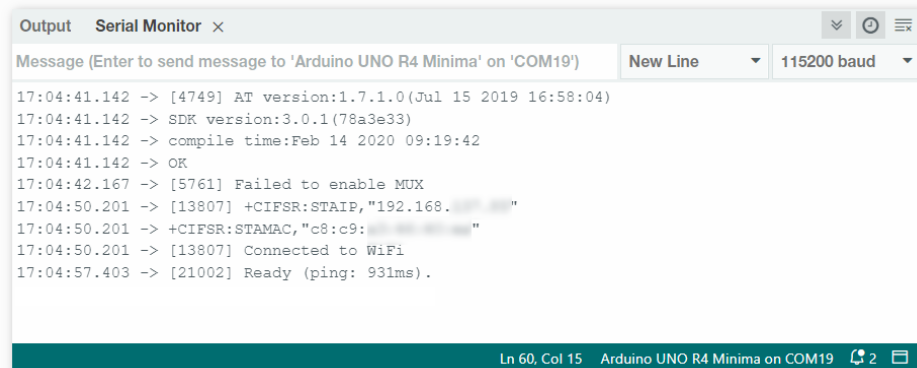 Output Serial Monitor ×
Message (Enter to send message to 'Arduino UNO R4 Minima' on 'COM19') New Line 115200 baud
17:04:41.142 -> [4749] AT version:1.7.1.0(Jul 15 2019 16:58:04)
17:04:41.142 -> SDK version:3.0.1(78a3e33)
17:04:41.142 -> compile time:Feb 14 2020 09:19:42
17:04:41.142 -> OK
17:04:42.167 -> [5761] Failed to enable MUX
17:04:50.201 -> [13807] +CIFSR:STAIP,"192.168. "
17:04:50.201 -> +CIFSR:STAMAC,"c8:c9: "
17:04:50.201 -> [13807] Connected to WiFi
17:04:57.403 -> [21002] Ready (ping: 931ms).
Ln 60, Col 15 Arduino UNO R4 Minima on COM19 2